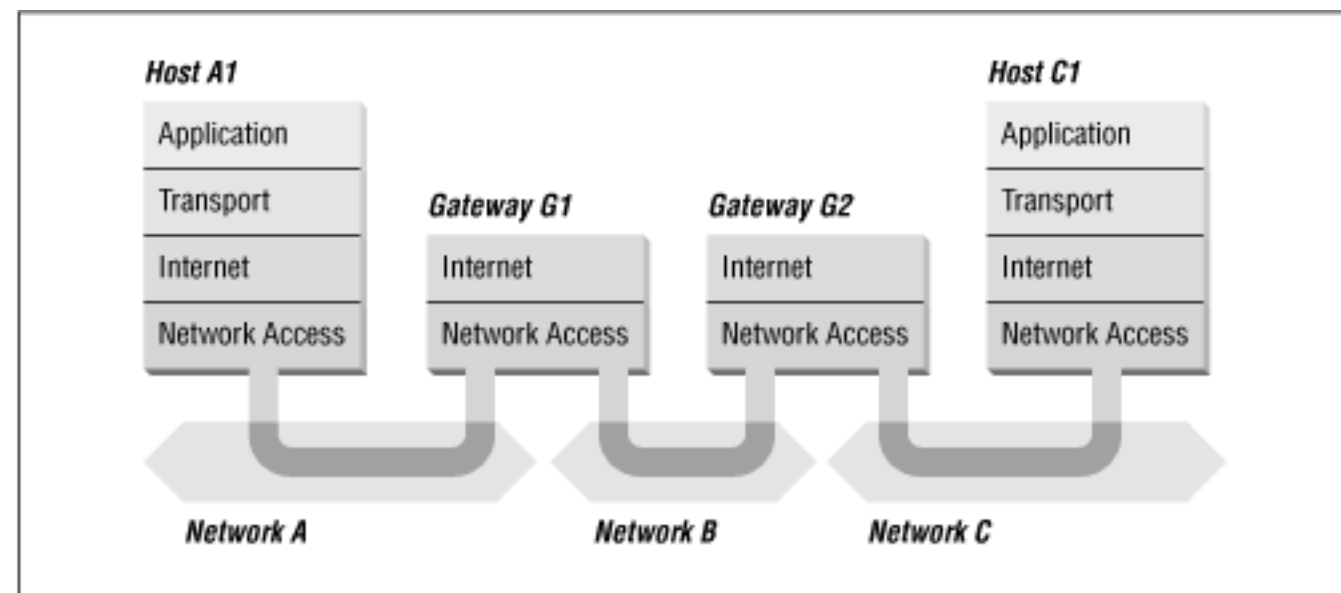 Host A1
Application
Transport
Internet
Network Access
Gateway G1
Internet
Network Access
Gateway G2
Internet
Network Access
Host C1
Application
Transport
Internet
Network Access
Network A
Network B
Network C